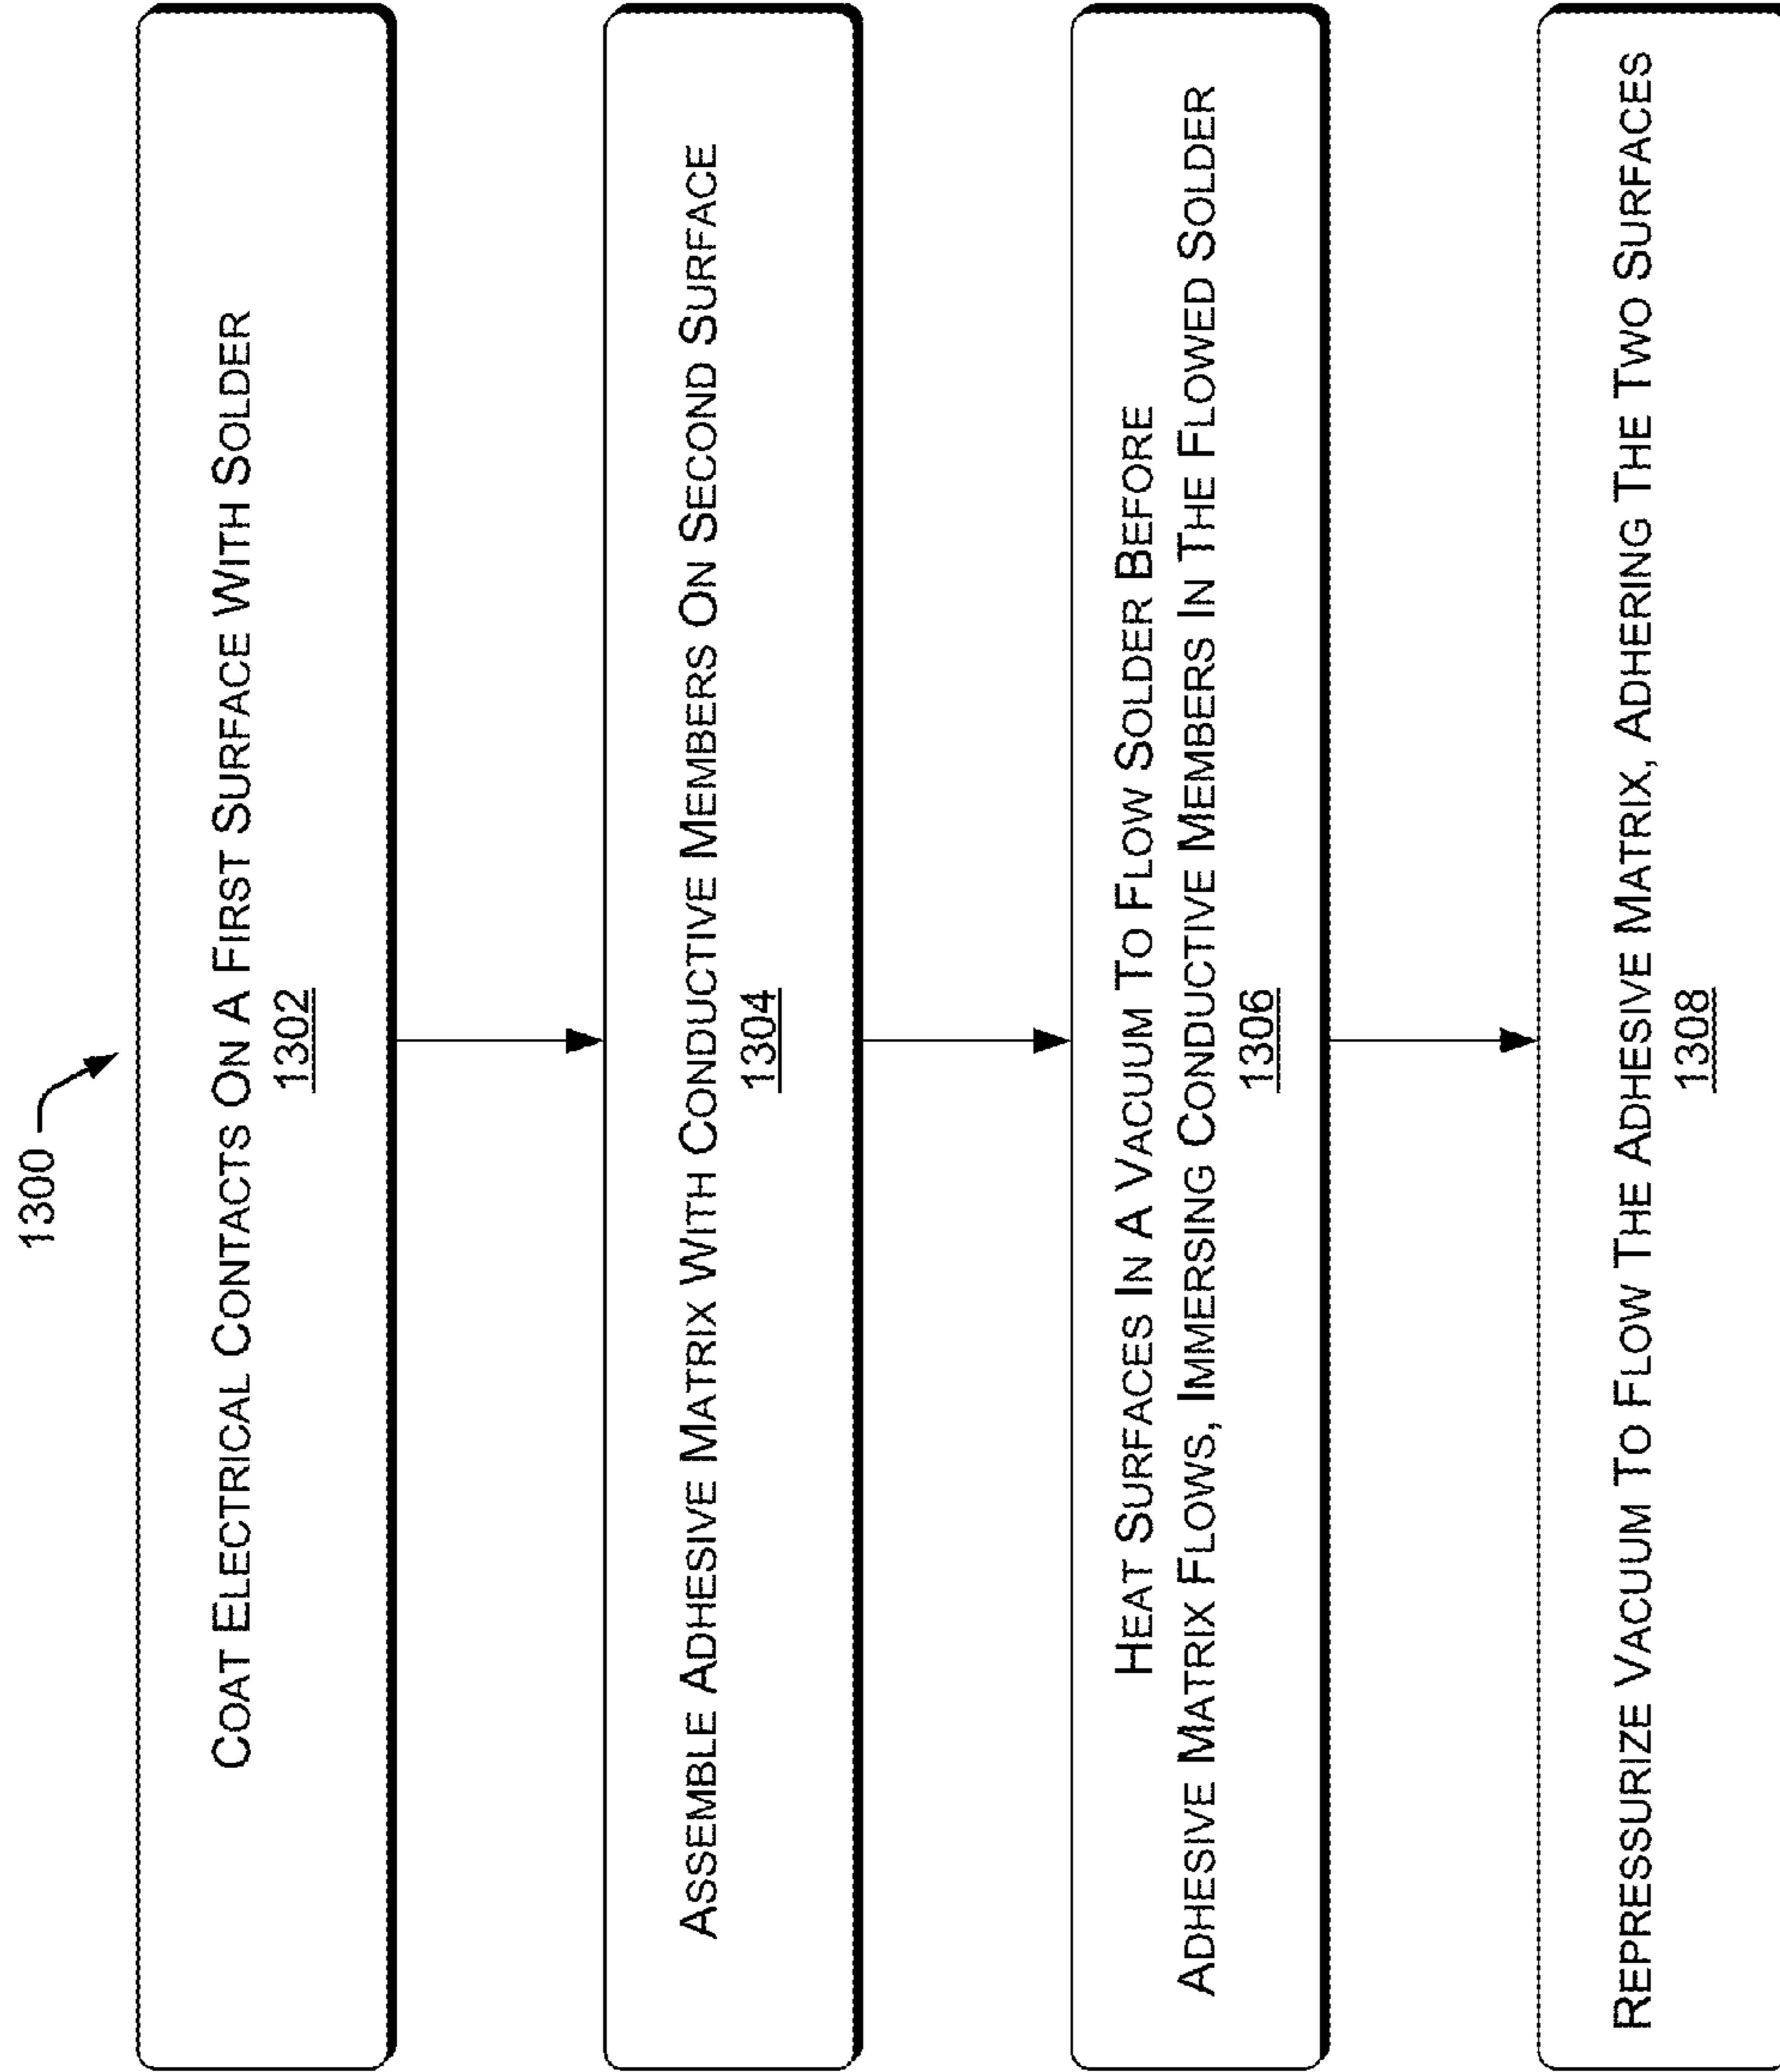 1300
COAT ELECTRICAL CONTACTS ON A FIRST SURFACE WITH SOLDER
1302
ASSEMBLE ADHESIVE MATRIX WITH CONDUCTIVE MEMBERS ON SECOND SURFACE
1304
HEAT SURFACES IN A VACUUM TO FLOW SOLDER BEFORE
ADHESIVE MATRIX FLOWS, IMMERSING CONDUCTIVE MEMBERS IN THE FLOWED SOLDER
1306
REPRESSURIZE VACUUM TO FLOW THE ADHESIVE MATRIX, ADHERING THE TWO SURFACES
1308